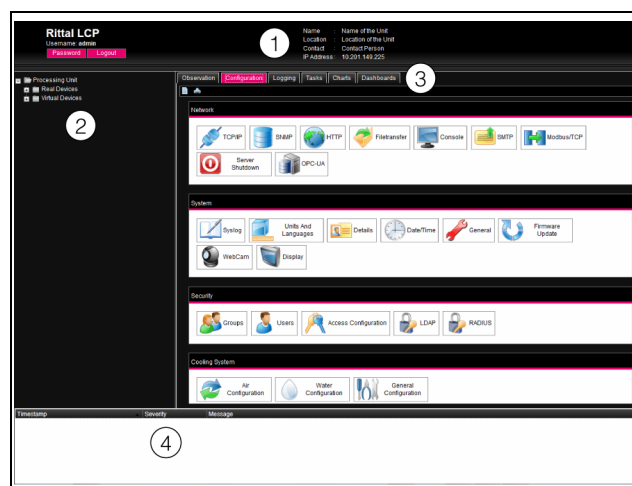 Rittal LCP
Username: admin
Password Logout
1
Name : Name of the Unit
Location : Location of the Unit
Contact : Contact Person
IP Address : 10.201.149.225
Processing Unit
Real Devices
Virtual Devices
2
Observation Configuration Logging Tasks Charts Dashboards
3
Network
TCP/IP SNMP HTTP Filetransfer Console SMTP Modbus/TCP
Server Shutdown OPC-UA
System
Syslog Units And Languages Details Date/Time General Firmware Update
WebCam Display
Security
Groups Users Access Configuration LDAP RADIUS
Cooling System
Air Configuration Water Configuration General Configuration
Timestamp Severity Message
4